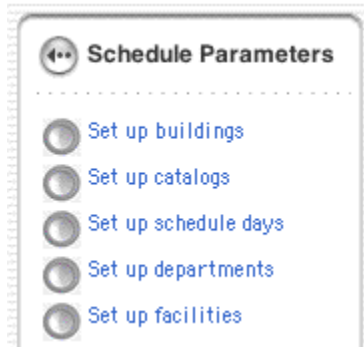 Schedule Parameters
Set up buildings
Set up catalogs
Set up schedule days
Set up departments
Set up facilities